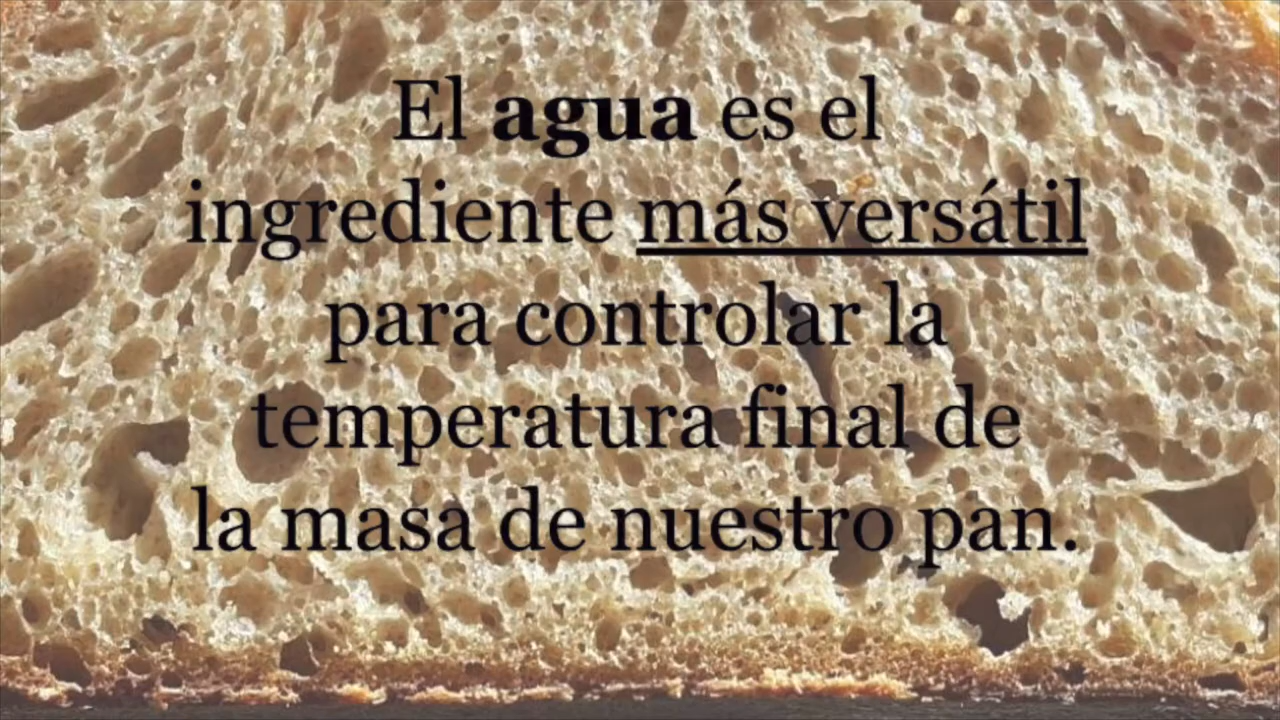 El agua es el
ingrediente más versátil
para controlar la
temperatura final de
la masa de nuestro pan.